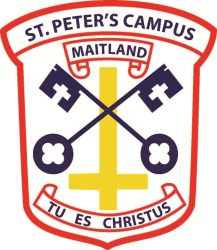 ST. PETER'S CAMPUS
MAITLAND
TU ES CHRISTUS